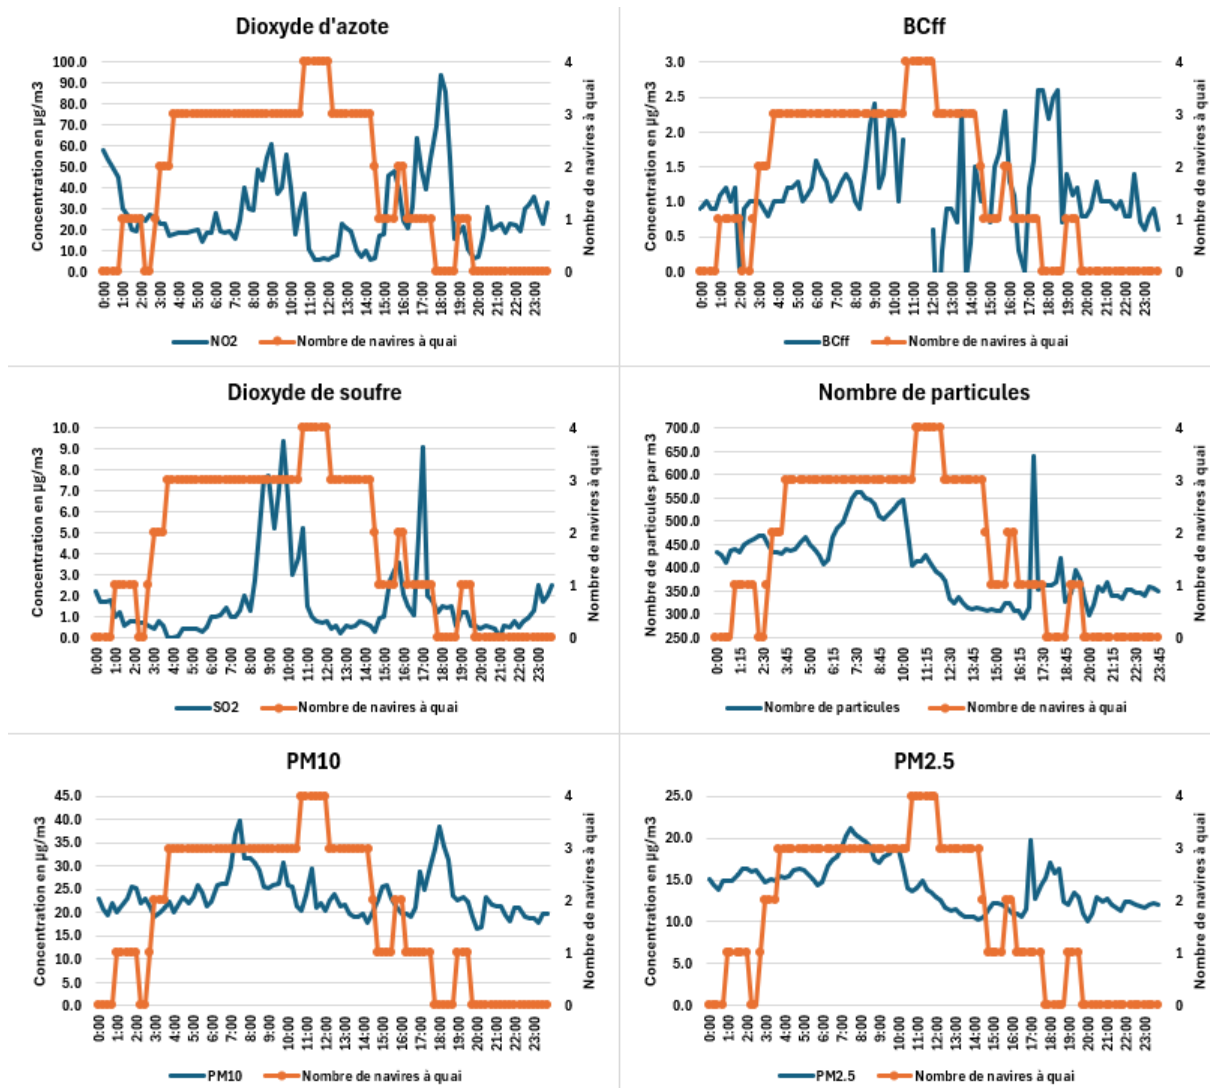 Dioxyde d'azote
Concentration en µg/m3
100.0
90.0
80.0
70.0
60.0
50.0
40.0
30.0
20.0
10.0
0.0
4
3
2
1
0
Nombre de navires à quai
0:00 1:00 2:00 3:00 4:00 5:00 6:00 7:00 8:00 9:00 10:00 11:00 12:00 13:00 14:00 15:00 16:00 17:00 18:00 19:00 20:00 21:00 22:00 23:00
NO2 Nombre de navires à quai
BCff
Concentration en µg/m3
3.0
2.5
2.0
1.5
1.0
0.5
0.0
4
3
2
1
0
Nombre de navires à quai
0:00 1:00 2:00 3:00 4:00 5:00 6:00 7:00 8:00 9:00 10:00 11:00 12:00 13:00 14:00 15:00 16:00 17:00 18:00 19:00 20:00 21:00 22:00 23:00
BCff Nombre de navires à quai
Dioxyde de soufre
Concentration en µg/m3
10.0
9.0
8.0
7.0
6.0
5.0
4.0
3.0
2.0
1.0
0.0
4
3
2
1
0
Nombre de navires à quai
0:00 1:00 2:00 3:00 4:00 5:00 6:00 7:00 8:00 9:00 10:00 11:00 12:00 13:00 14:00 15:00 16:00 17:00 18:00 19:00 20:00 21:00 22:00 23:00
SO2 Nombre de navires à quai
Nombre de particules
Nombre de particules par m3
700.0
650.0
600.0
550.0
500.0
450.0
400.0
350.0
300.0
250.0
4
3
2
1
0
Nombre de navires à quai
0:00 1:15 2:30 3:45 5:00 6:15 7:30 8:45 10:00 11:15 12:30 13:45 15:00 16:15 17:30 18:45 20:00 21:15 22:30 23:45
Nombre de particules Nombre de navires à quai
PM10
Concentration en µg/m3
45.0
40.0
35.0
30.0
25.0
20.0
15.0
10.0
5.0
0.0
4
3
2
1
0
Nombre de navires à quai
0:00 1:00 2:00 3:00 4:00 5:00 6:00 7:00 8:00 9:00 10:00 11:00 12:00 13:00 14:00 15:00 16:00 17:00 18:00 19:00 20:00 21:00 22:00 23:00
PM10 Nombre de navires à quai
PM2.5
Concentration en µg/m3
25.0
20.0
15.0
10.0
5.0
0.0
4
3
2
1
0
Nombre de navires à quai
0:00 1:00 2:00 3:00 4:00 5:00 6:00 7:00 8:00 9:00 10:00 11:00 12:00 13:00 14:00 15:00 16:00 17:00 18:00 19:00 20:00 21:00 22:00 23:00
PM2.5 Nombre de navires à quai